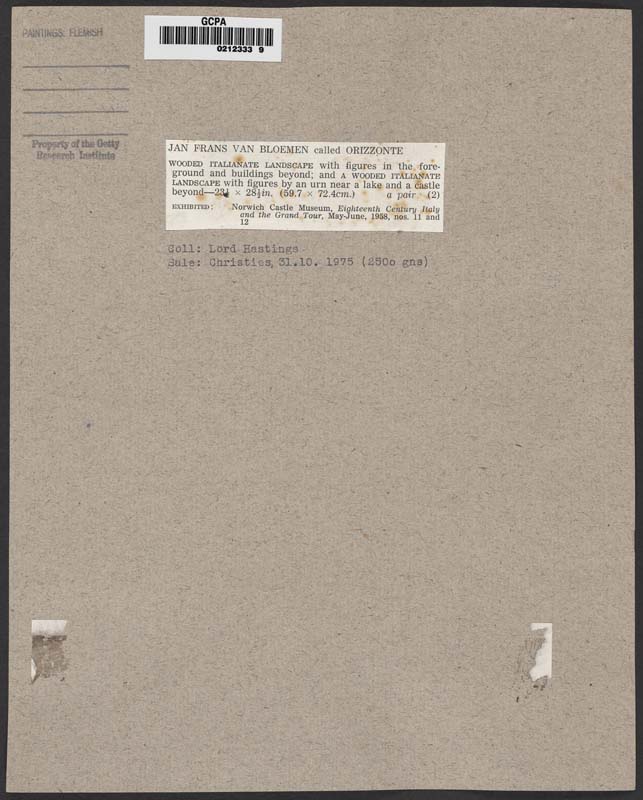 PAINTINGS: FLEMISH
GCPA
0212333 9
Property of the Getty
Research Institute
JAN FRANS VAN BLOEMEN called ORIZZONTE
WOODED ITALIANATE LANDSCAPE with figures in the fore-
ground and buildings beyond; and A WOODED ITALIANATE
LANDSCAPE with figures by an urn near a lake and a castle
beyond—23½ × 28½in. (59.7 × 72.4cm.) a pair (2)
EXHIBITED: Norwich Castle Museum, Eighteenth Century Italy
and the Grand Tour, May-June, 1958, nos. 11 and
12
Coll: Lord Hastings
Sale: Christies, 31.10. 1975 (250o gns)